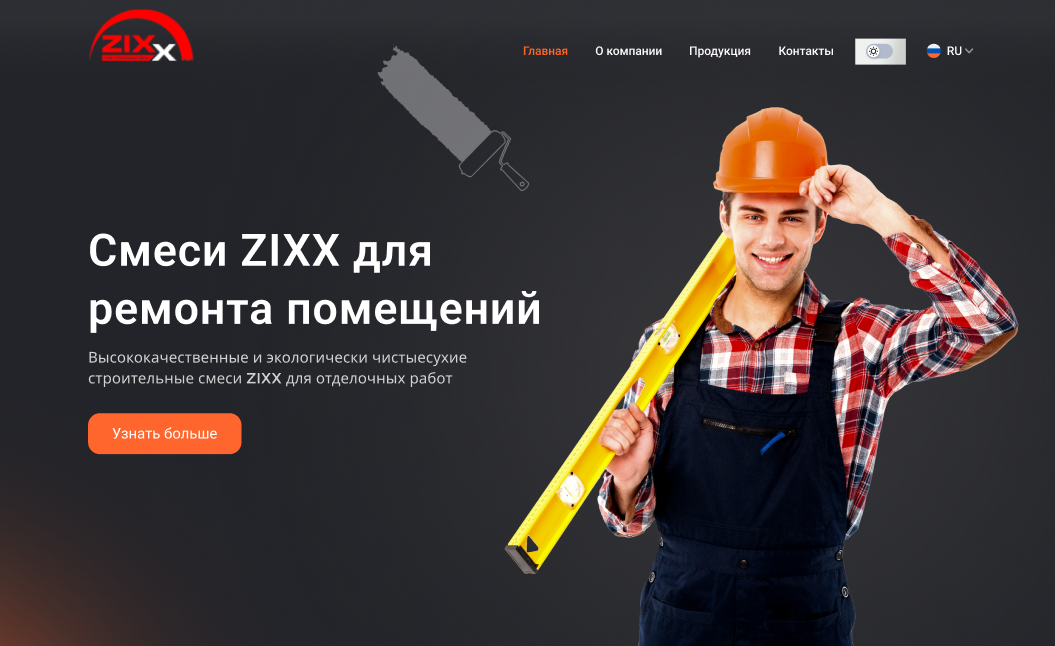 ZIXX
Главная
О компании
Продукция
Контакты
RU
Смеси ZIXX для
ремонта помещений
Высококачественные и экологически чистыесухие
строительные смеси ZIXX для отделочных работ
Узнать больше